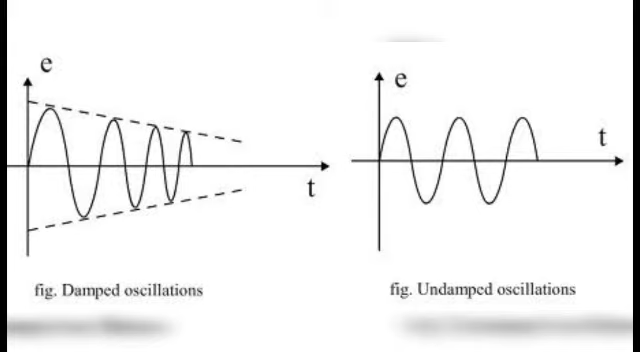 e
t
fig. Damped oscillations
e
t
fig. Undamped oscillations